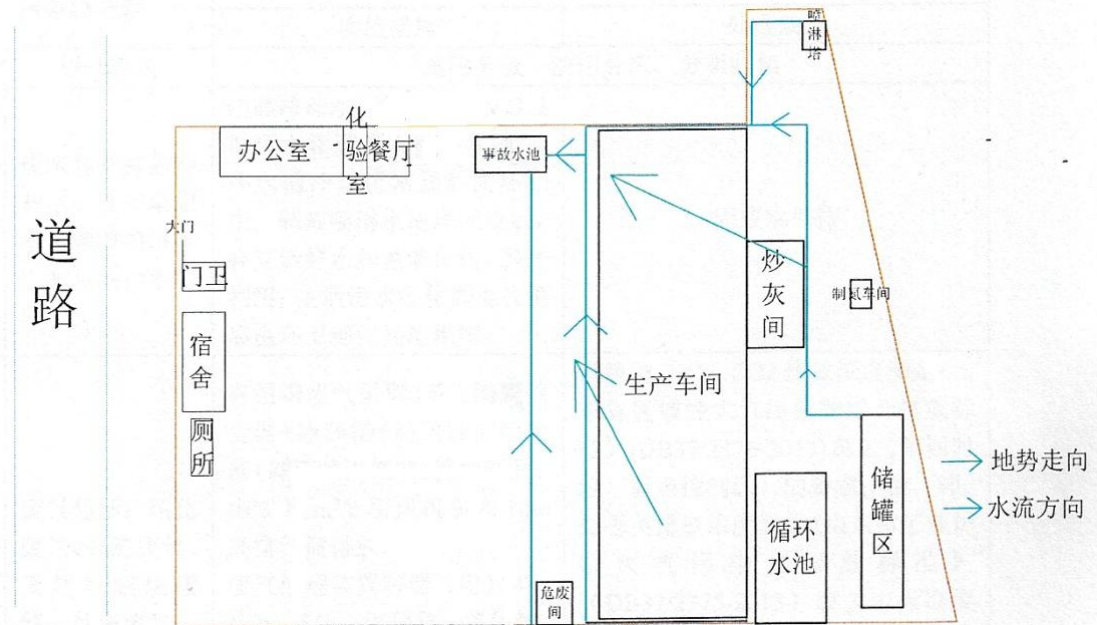 喷淋塔
化验室
办公室
餐厅
事故水池
道路
大门
门卫
宿舍
厕所
炒灰间
制氮车间
生产车间
储罐区
循环水池
危废间
地势走向
水流方向